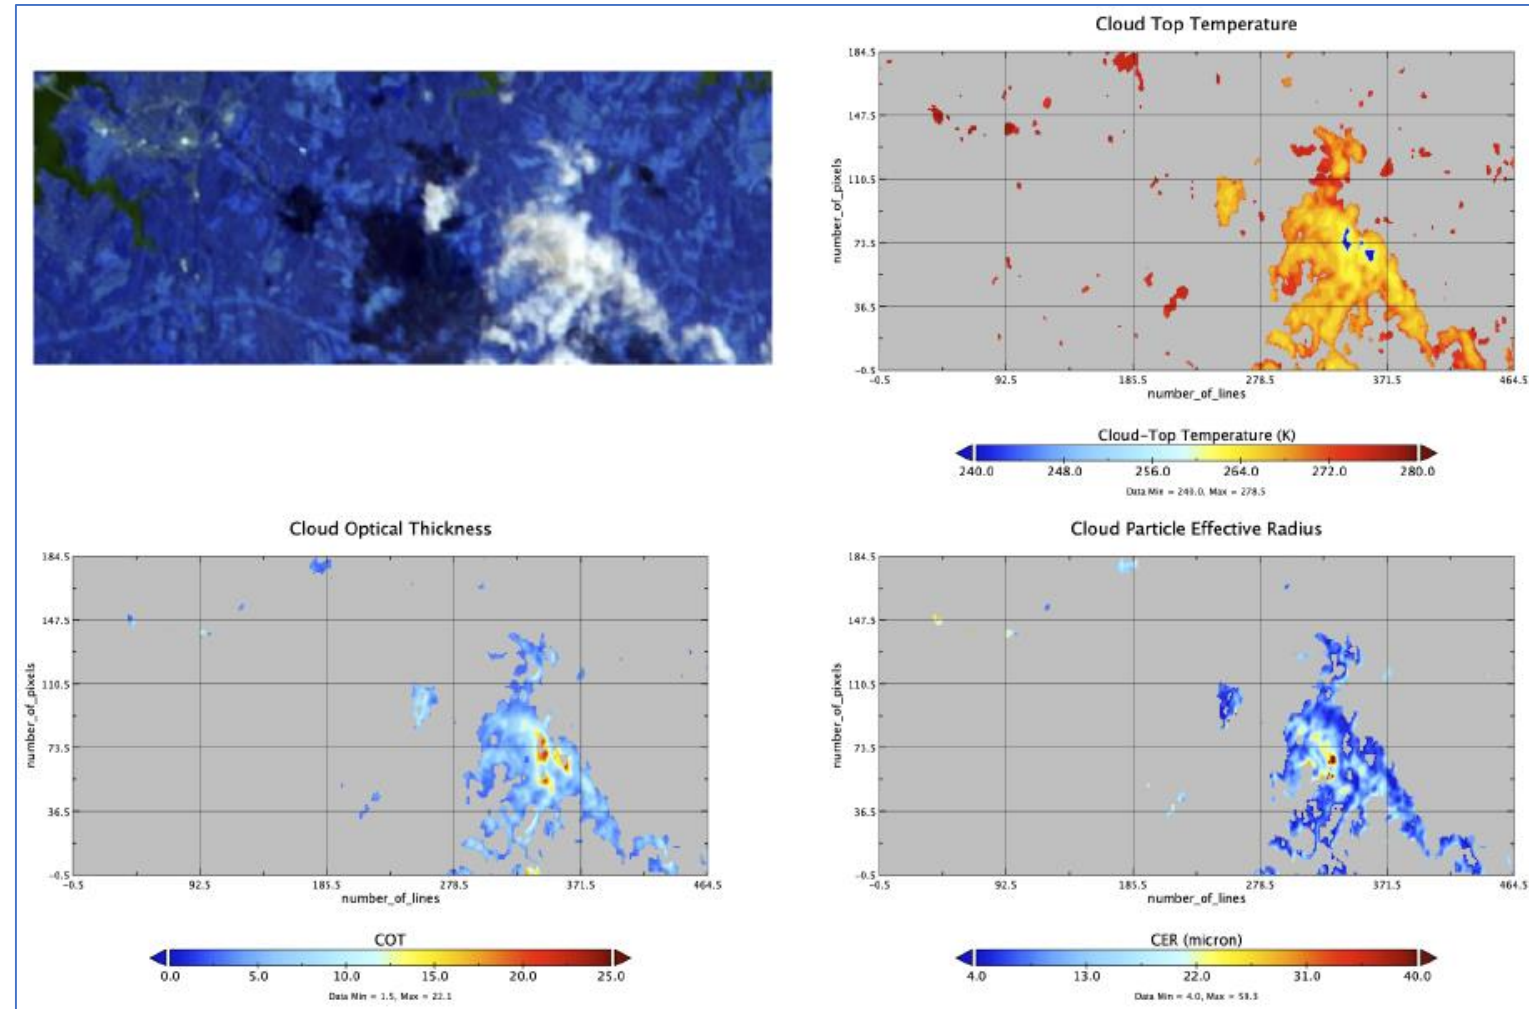 Cloud Top Temperature
184.5
147.5
110.5
73.5
36.5
-0.5
number_of_pixels
-0.5 92.5 185.5 278.5 371.5 464.5
number_of_lines
Cloud-Top Temperature (K)
240.0 248.0 256.0 264.0 272.0 280.0
Data Min = 240.0, Max = 278.5
Cloud Optical Thickness
184.5
147.5
110.5
73.5
36.5
-0.5
number_of_pixels
-0.5 92.5 185.5 278.5 371.5 464.5
number_of_lines
COT
0.0 5.0 10.0 15.0 20.0 25.0
Data Min = 1.5, Max = 22.1
Cloud Particle Effective Radius
184.5
147.5
110.5
73.5
36.5
-0.5
number_of_pixels
-0.5 92.5 185.5 278.5 371.5 464.5
number_of_lines
CER (micron)
4.0 13.0 22.0 31.0 40.0
Data Min = 4.0, Max =